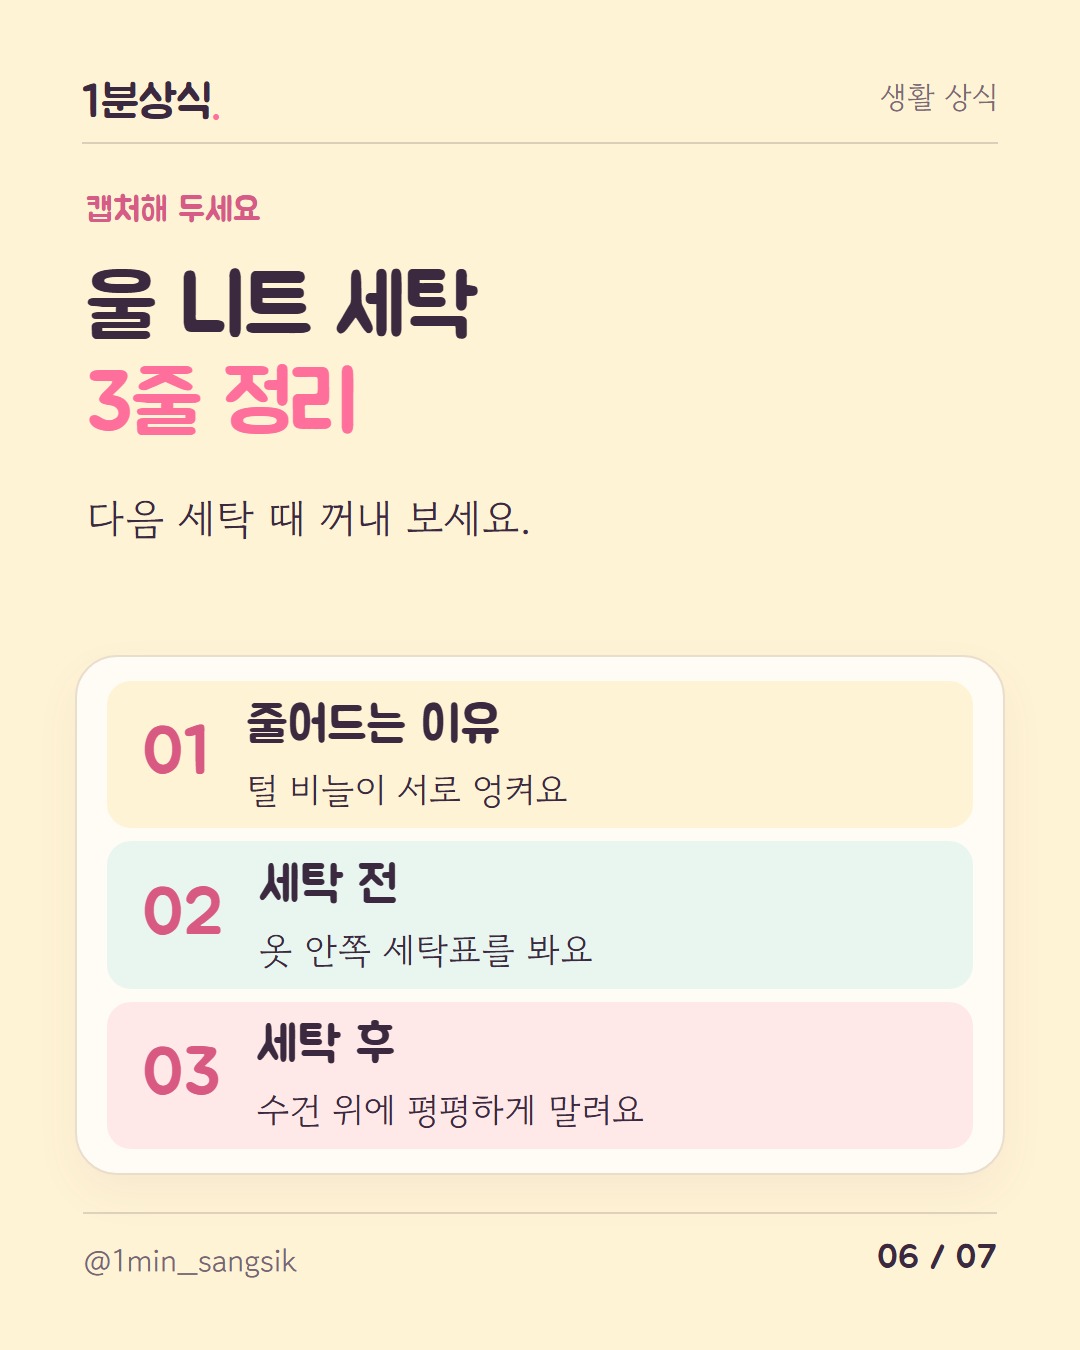 1분상식.
생활 상식
캡처해 두세요
울 니트 세탁
3줄 정리
다음 세탁 때 꺼내 보세요.
01
줄어드는 이유
털 비늘이 서로 엉켜요
02
세탁 전
옷 안쪽 세탁표를 봐요
03
세탁 후
수건 위에 평평하게 말려요
@1min_sangsik
06 / 07